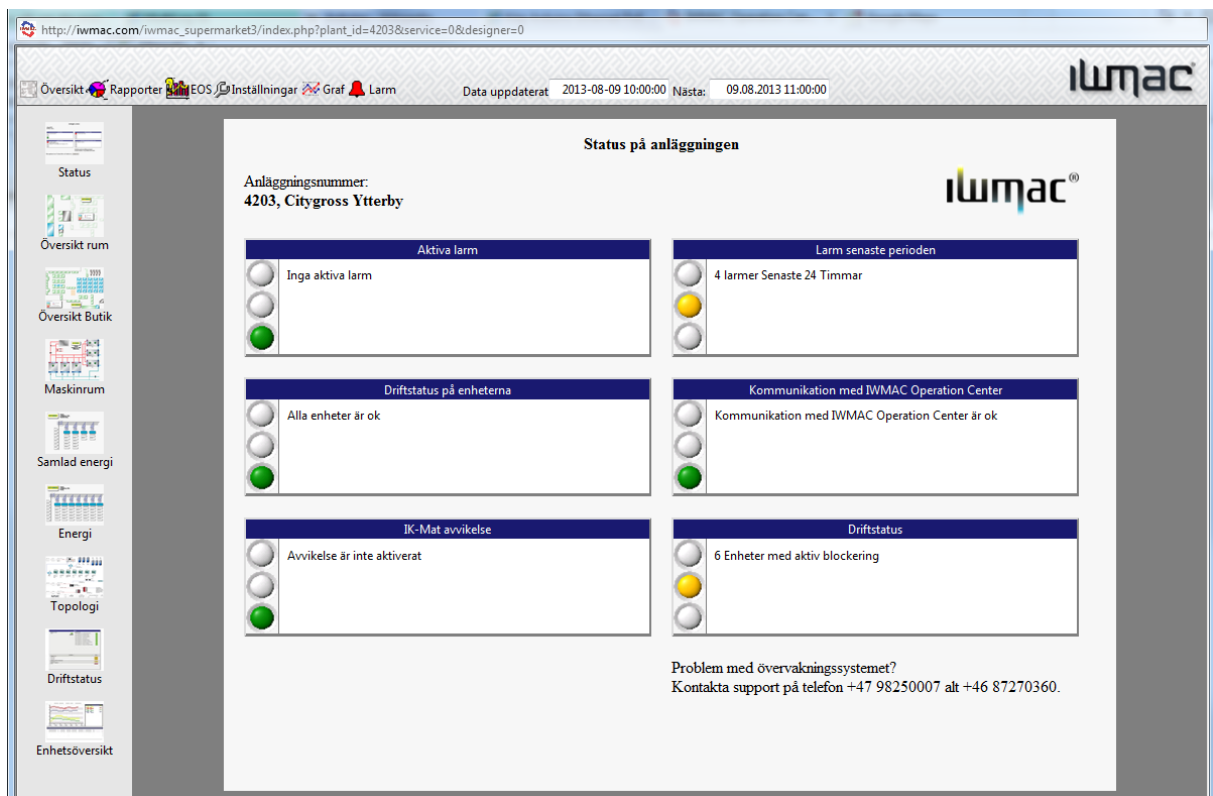 http://iwmac.com/iwmac_supermarket3/index.php?plant_id=4203&service=0&designer=0
Översikt Rapporter EOS Inställningar Graf Larm Data uppdaterat 2013-08-09 10:00:00 Nästa: 09.08.2013 11:00:00
iwmac
Status
Översikt rum
Översikt Butik
Maskinrum
Samlad energi
Energi
Topologi
Driftstatus
Enhetsöversikt
Status på anläggningen
Anläggningsnummer:
4203, Citygross Ytterby
iwmac®
Aktiva larm
Inga aktiva larm
Larm senaste perioden
4 larmer Senaste 24 Timmar
Driftstatus på enheterna
Alla enheter är ok
Kommunikation med IWMAC Operation Center
Kommunikation med IWMAC Operation Center är ok
IK-Mat avvikelse
Avvikelse är inte aktiverat
Driftstatus
6 Enheter med aktiv blockering
Problem med övervakningssystemet?
Kontakta support på telefon +47 98250007 alt +46 87270360.